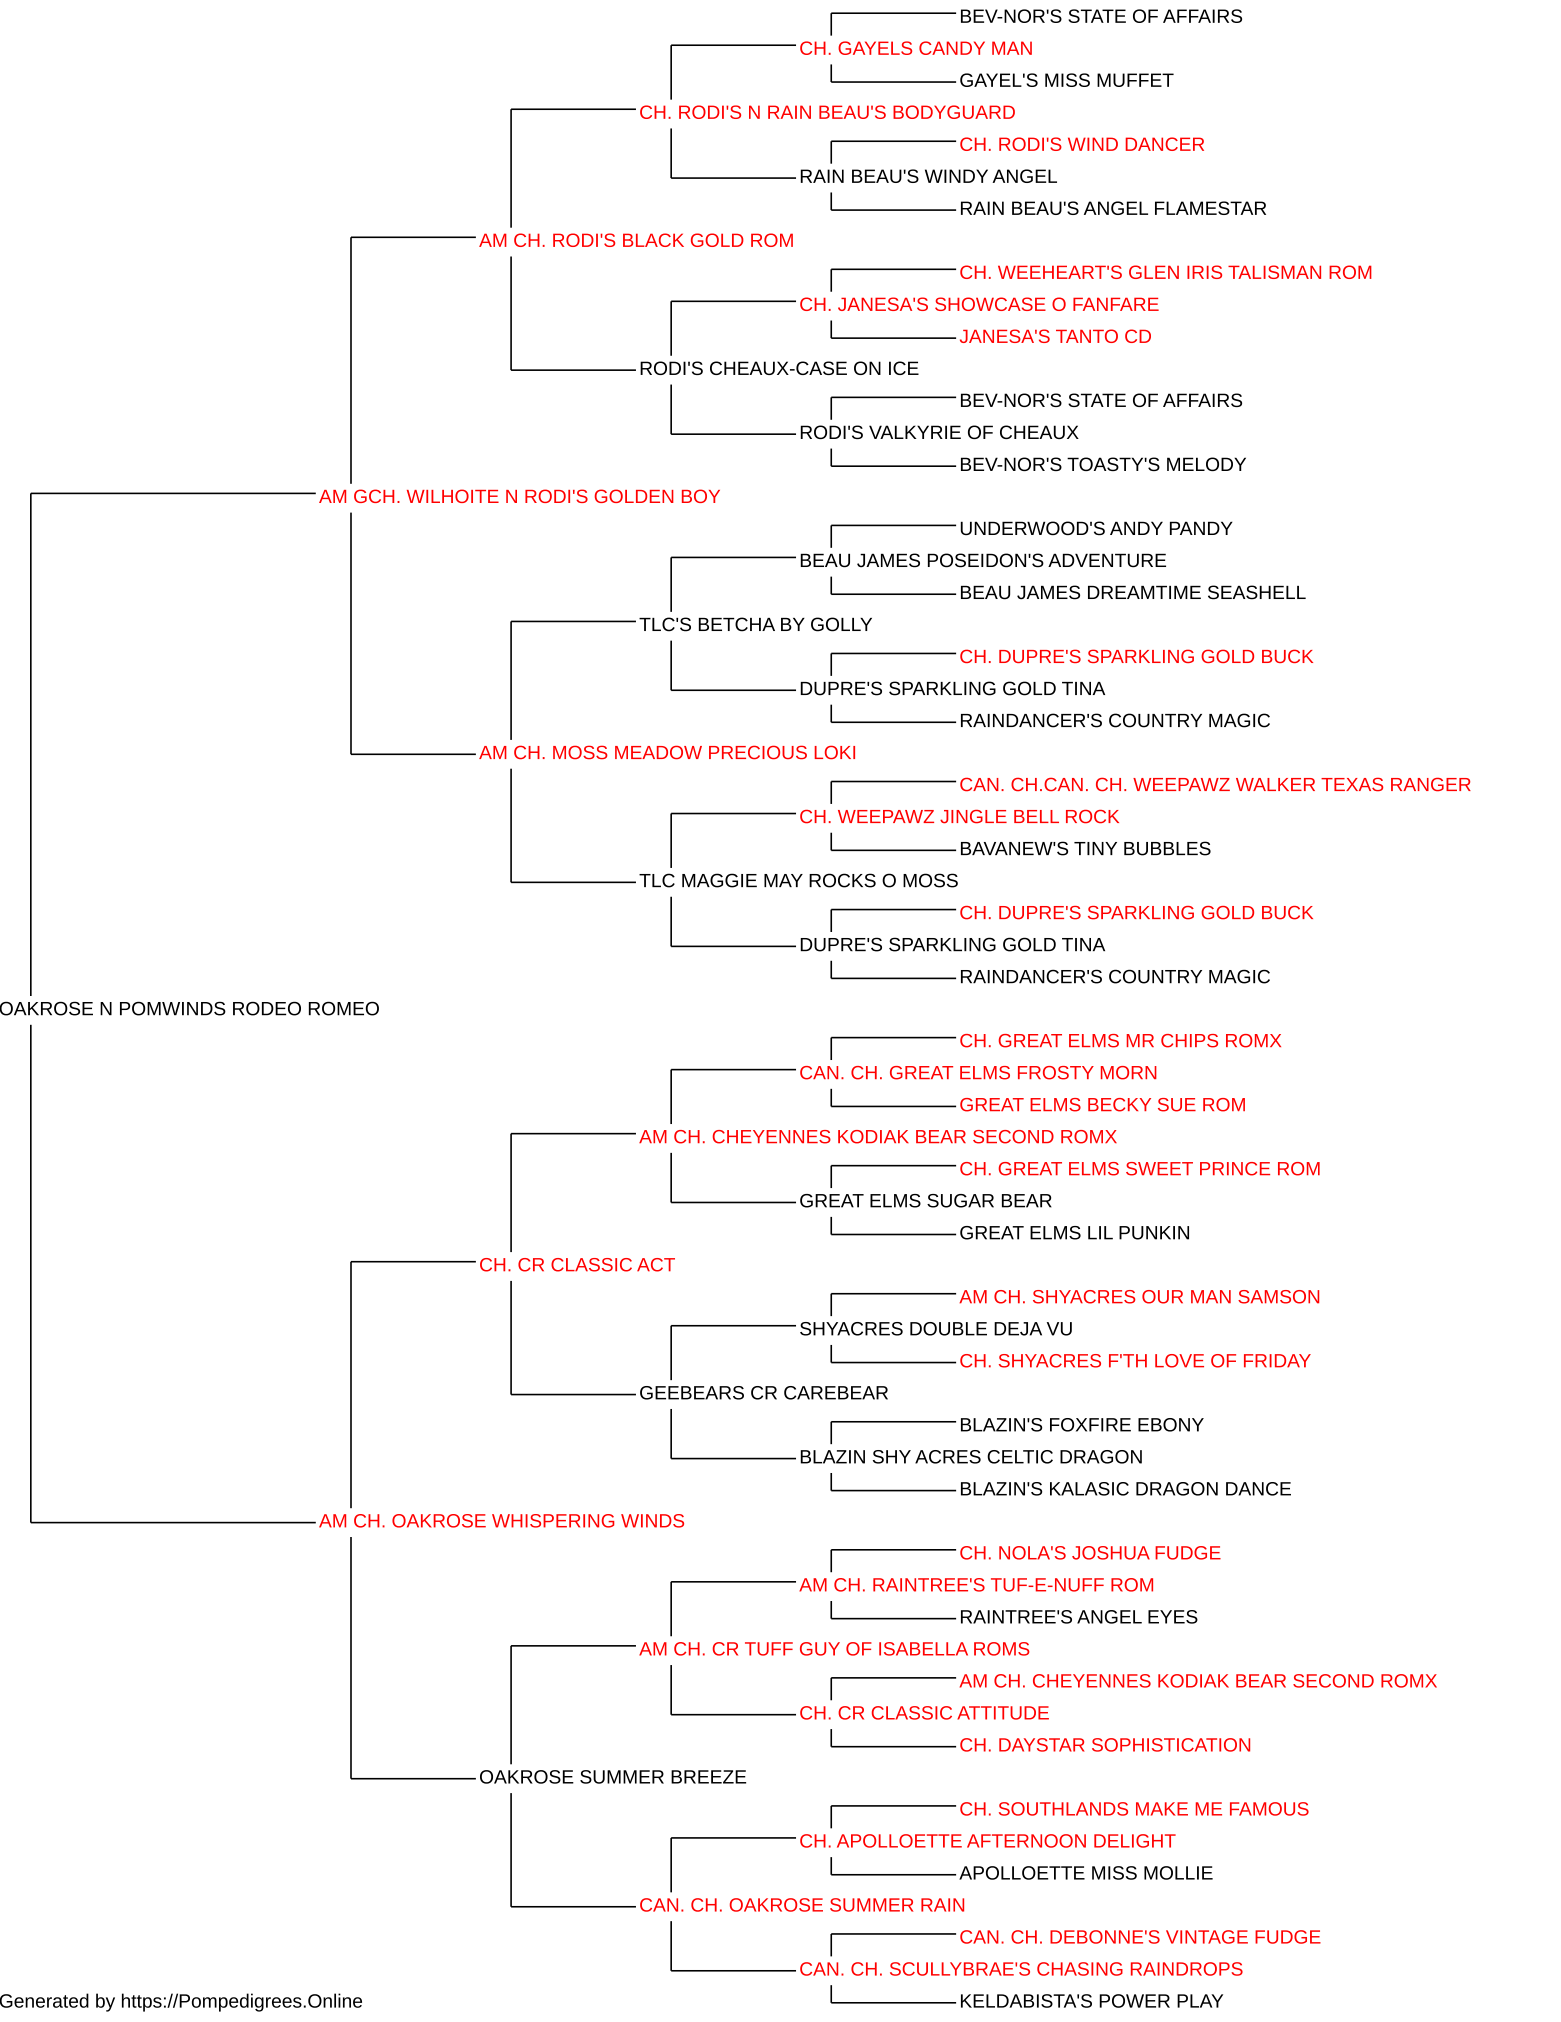 BEV-NOR'S STATE OF AFFAIRS
CH. GAYELS CANDY MAN
GAYEL'S MISS MUFFET
CH. RODI'S N RAIN BEAU'S BODYGUARD
CH. RODI'S WIND DANCER
RAIN BEAU'S WINDY ANGEL
RAIN BEAU'S ANGEL FLAMESTAR
AM CH. RODI'S BLACK GOLD ROM
CH. WEEHEART'S GLEN IRIS TALISMAN ROM
CH. JANESA'S SHOWCASE O FANFARE
JANESA'S TANTO CD
RODI'S CHEAUX-CASE ON ICE
BEV-NOR'S STATE OF AFFAIRS
RODI'S VALKYRIE OF CHEAUX
BEV-NOR'S TOASTY'S MELODY
AM GCH. WILHOITE N RODI'S GOLDEN BOY
UNDERWOOD'S ANDY PANDY
BEAU JAMES POSEIDON'S ADVENTURE
BEAU JAMES DREAMTIME SEASHELL
TLC'S BETCHA BY GOLLY
CH. DUPRE'S SPARKLING GOLD BUCK
DUPRE'S SPARKLING GOLD TINA
RAINDANCER'S COUNTRY MAGIC
AM CH. MOSS MEADOW PRECIOUS LOKI
CAN. CH.CAN. CH. WEEPAWZ WALKER TEXAS RANGER
CH. WEEPAWZ JINGLE BELL ROCK
BAVANEW'S TINY BUBBLES
TLC MAGGIE MAY ROCKS O MOSS
CH. DUPRE'S SPARKLING GOLD BUCK
DUPRE'S SPARKLING GOLD TINA
RAINDANCER'S COUNTRY MAGIC
OAKROSE N POMWINDS RODEO ROMEO
CH. GREAT ELMS MR CHIPS ROMX
CAN. CH. GREAT ELMS FROSTY MORN
GREAT ELMS BECKY SUE ROM
AM CH. CHEYENNES KODIAK BEAR SECOND ROMX
CH. GREAT ELMS SWEET PRINCE ROM
GREAT ELMS SUGAR BEAR
GREAT ELMS LIL PUNKIN
CH. CR CLASSIC ACT
AM CH. SHYACRES OUR MAN SAMSON
SHYACRES DOUBLE DEJA VU
CH. SHYACRES F'TH LOVE OF FRIDAY
GEEBEARS CR CAREBEAR
BLAZIN'S FOXFIRE EBONY
BLAZIN SHY ACRES CELTIC DRAGON
BLAZIN'S KALASIC DRAGON DANCE
AM CH. OAKROSE WHISPERING WINDS
CH. NOLA'S JOSHUA FUDGE
AM CH. RAINTREE'S TUF-E-NUFF ROM
RAINTREE'S ANGEL EYES
AM CH. CR TUFF GUY OF ISABELLA ROMS
AM CH. CHEYENNES KODIAK BEAR SECOND ROMX
CH. CR CLASSIC ATTITUDE
CH. DAYSTAR SOPHISTICATION
OAKROSE SUMMER BREEZE
CH. SOUTHLANDS MAKE ME FAMOUS
CH. APOLLOETTE AFTERNOON DELIGHT
APOLLOETTE MISS MOLLIE
CAN. CH. OAKROSE SUMMER RAIN
CAN. CH. DEBONNE'S VINTAGE FUDGE
CAN. CH. SCULLYBRAE'S CHASING RAINDROPS
KELDABISTA'S POWER PLAY
Generated by https://Pompedigrees.Online